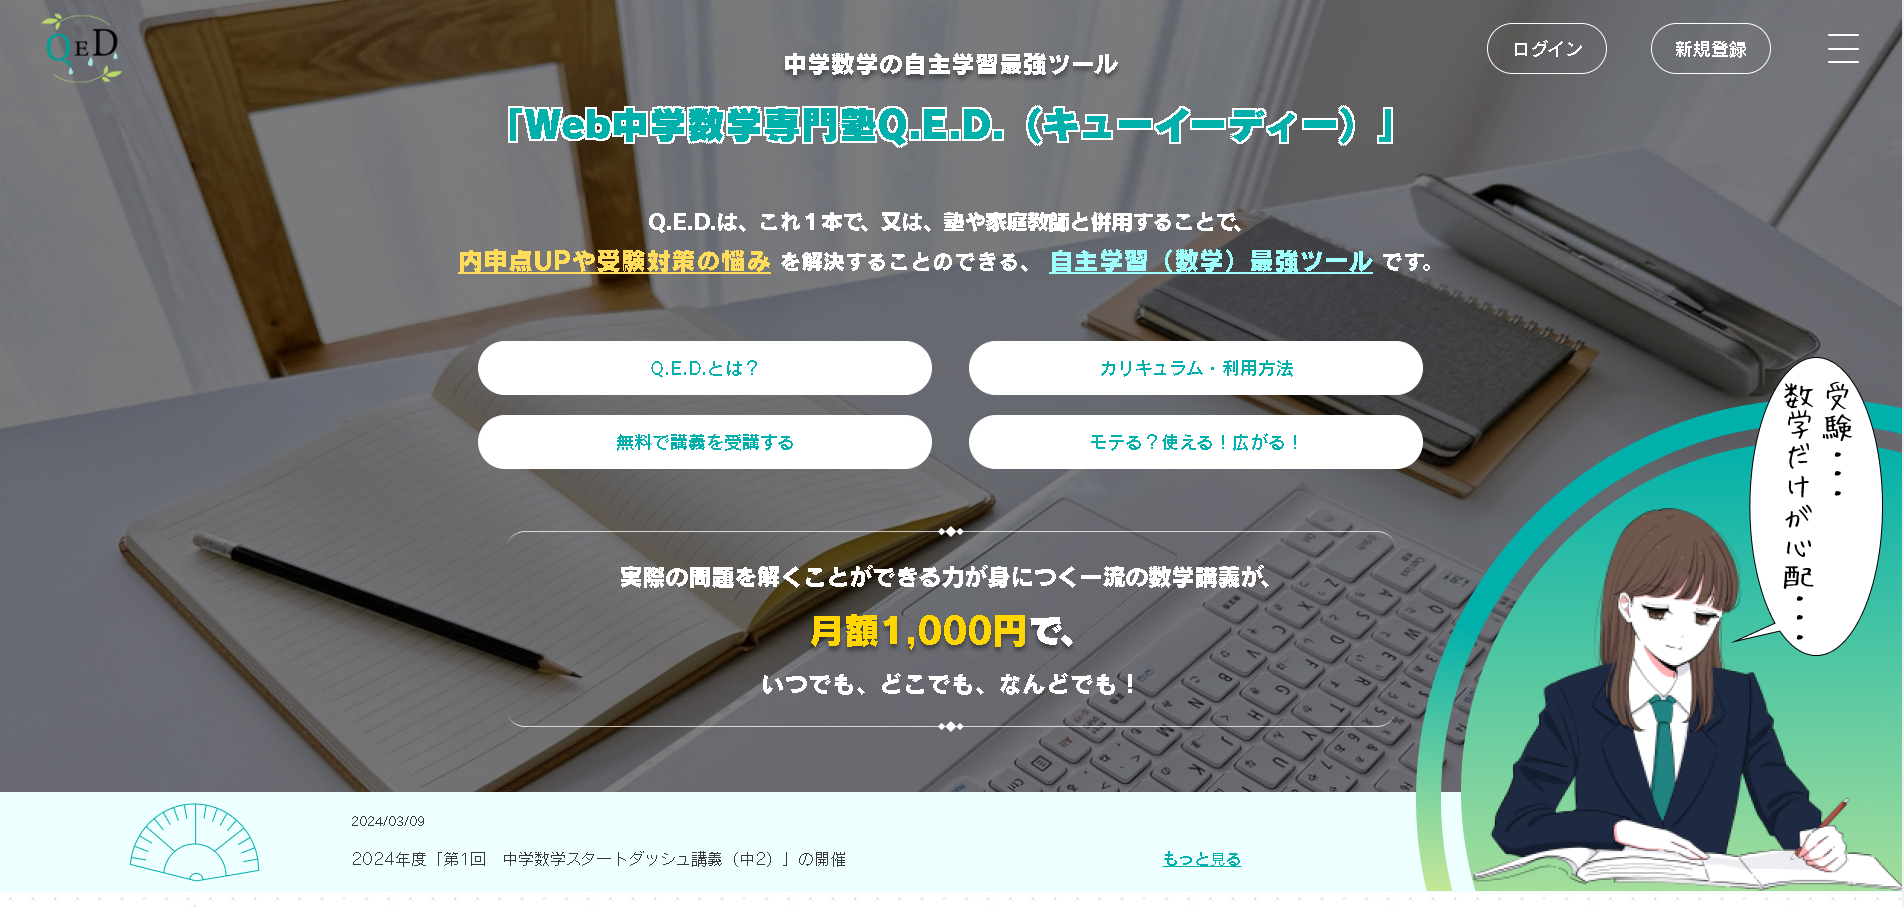 QED
ログイン
新規登録
中学数学の自主学習最強ツール
「Web中学数学専門塾Q.E.D.（キューイーディー）」
Q.E.D.は、これ１本で、又は、塾や家庭教師と併用することで、
内申点UPや受験対策の悩み を解決することのできる、 自主学習（数学）最強ツール です。
Q.E.D.とは？
カリキュラム・利用方法
無料で講義を受講する
モテる？使える！広がる！
受験・・・
数学だけが心配・・・
実際の問題を解くことができる力が身につく一流の数学講義が、
月額1,000円で、
いつでも、どこでも、なんどでも！
2024/03/09
2024年度「第1回　中学数学スタートダッシュ講義（中2）」の開催
もっと見る